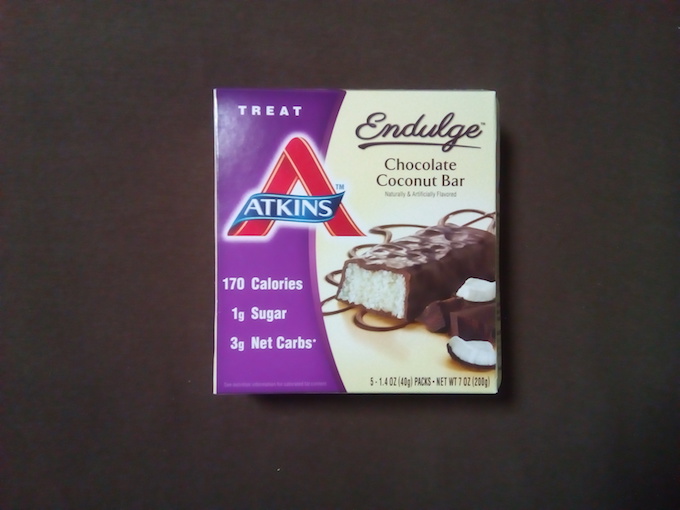 TREAT
ATKINS™
170 Calories
1g Sugar
3g Net Carbs*
Endulge™
Chocolate
Coconut Bar
Naturally & Artificially Flavored
5 - 1.4 OZ (40g) PACKS • NET WT 7 OZ (200g)